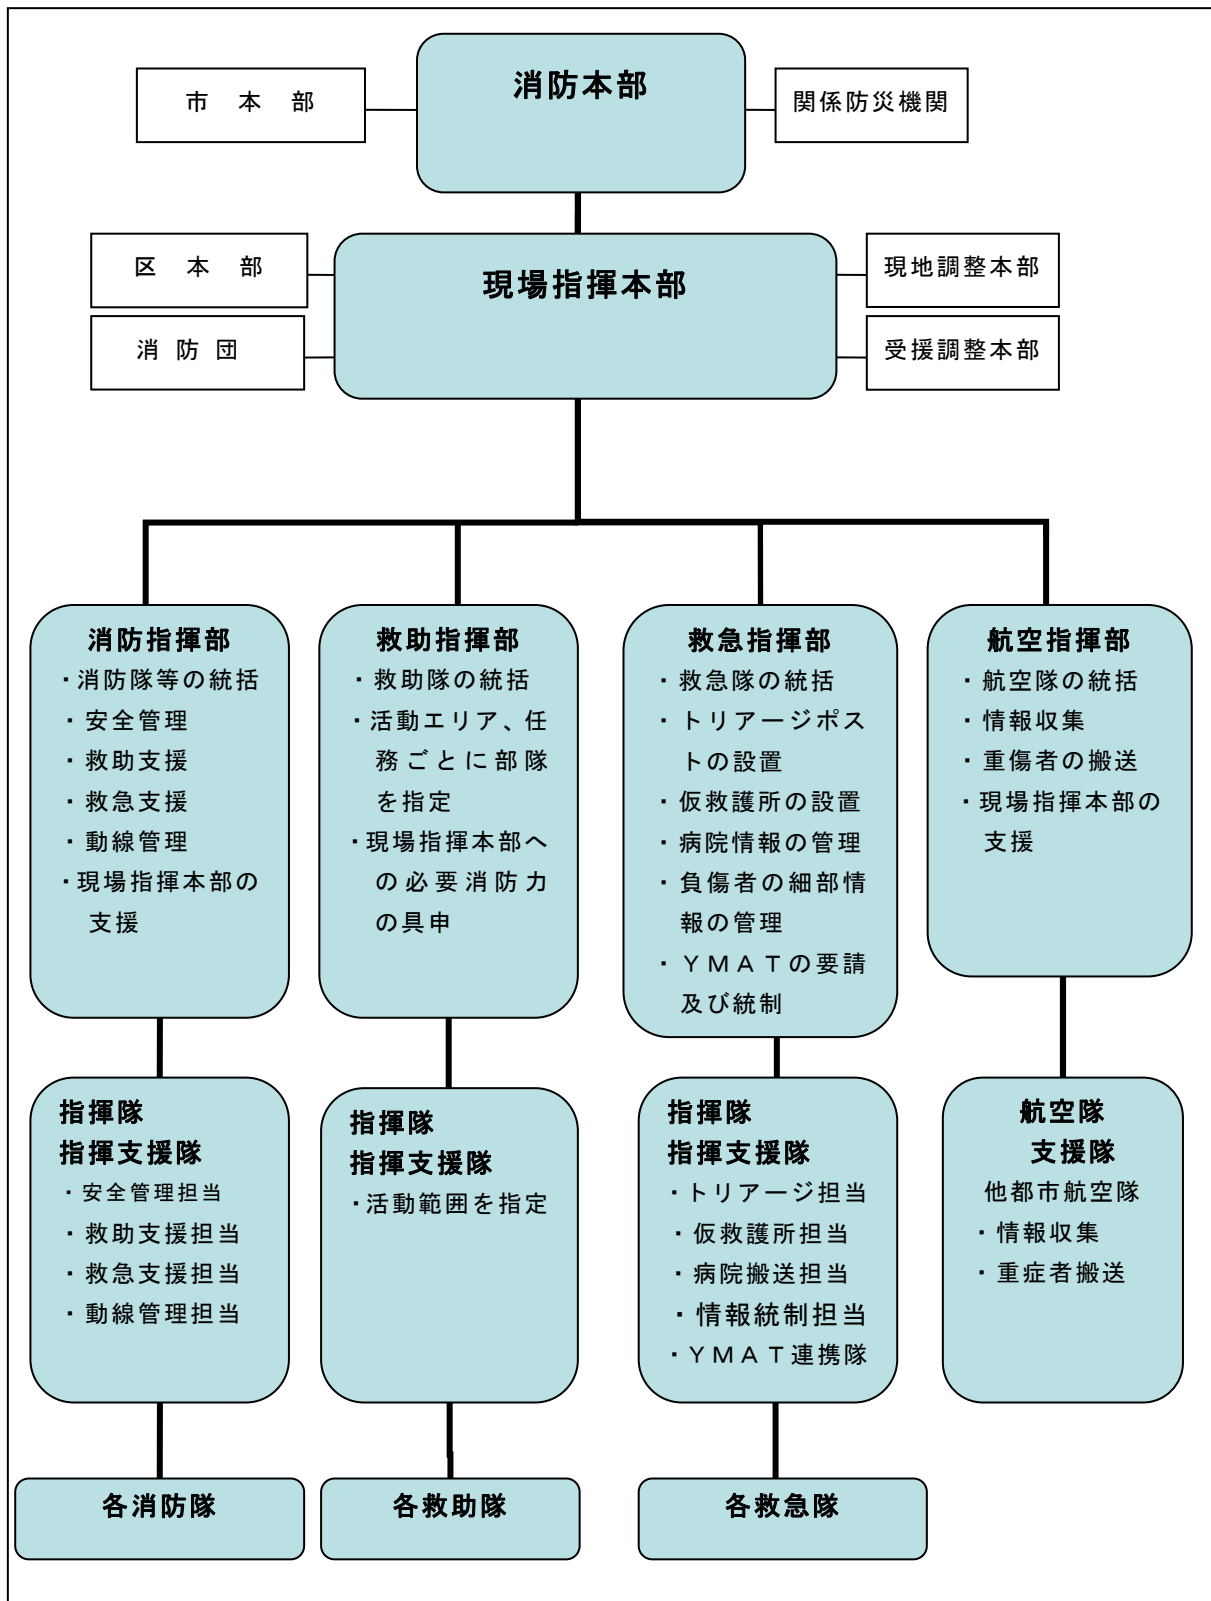 消防本部
市　本　部
関係防災機関
現場指揮本部
区　本　部
現地調整本部
消 防 団
受援調整本部
消防指揮部
・消防隊等の統括
・安全管理
・救助支援
・救急支援
・動線管理
・現場指揮本部の
支援
救助指揮部
・救助隊の統括
・活動エリア、任
務ごとに部隊
を指定
・現場指揮本部へ
の必要消防力
の具申
救急指揮部
・救急隊の統括
・トリアージポス
トの設置
・仮救護所の設置
・病院情報の管理
・負傷者の細部情
報の管理
・ＹＭＡＴの要請
及び統制
航空指揮部
・航空隊の統括
・情報収集
・重傷者の搬送
・現場指揮本部の
支援
指揮隊
指揮支援隊
・安全管理担当
・救助支援担当
・救急支援担当
・動線管理担当
指揮隊
指揮支援隊
・活動範囲を指定
指揮隊
指揮支援隊
・トリアージ担当
・仮救護所担当
・病院搬送担当
・情報統制担当
・ＹＭＡＴ連携隊
航空隊
支援隊
他都市航空隊
・情報収集
・重症者搬送
各消防隊
各救助隊
各救急隊